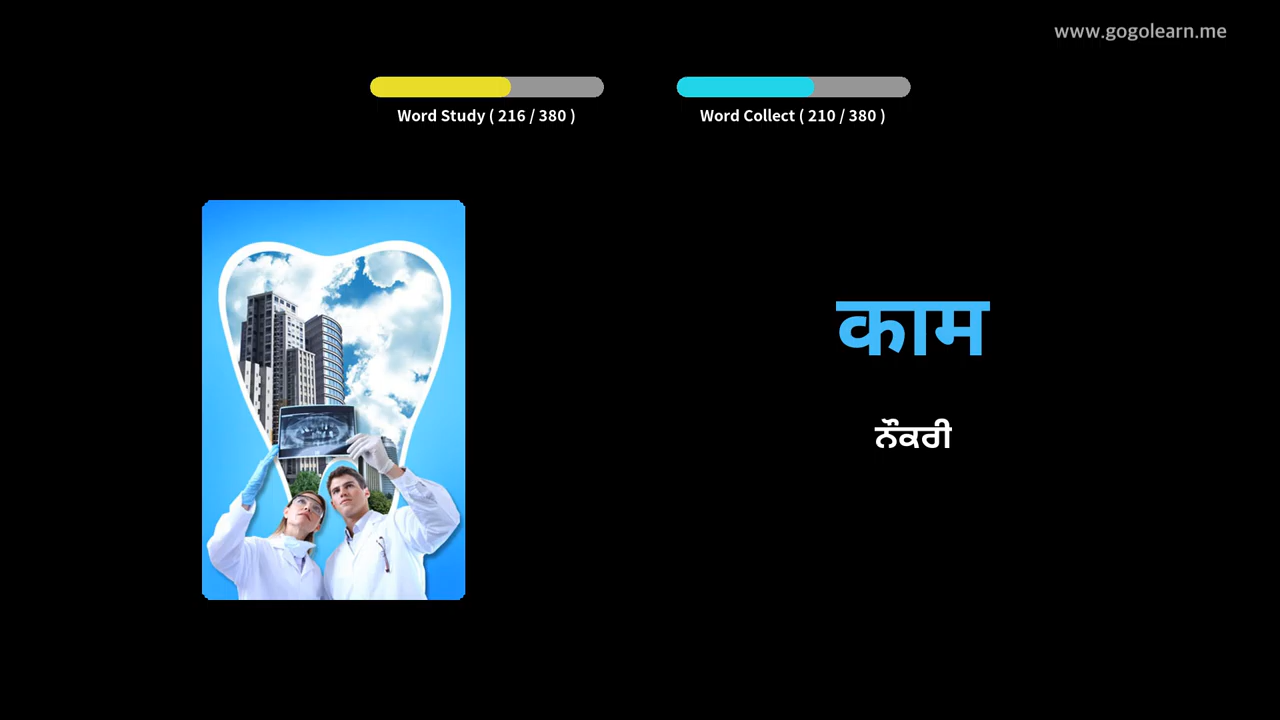 www.gogolearn.me
Word Study ( 216 / 380 )
Word Collect ( 210 / 380 )
काम
ਨੌਕਰੀ